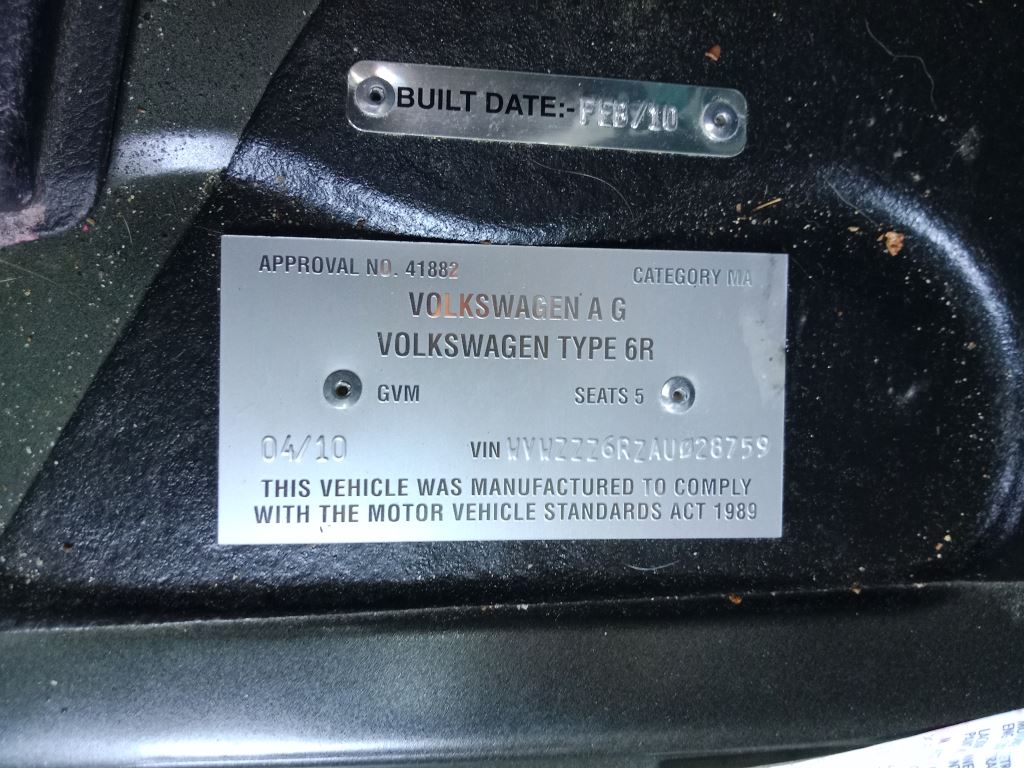 BUILT DATE:- FEB/10
APPROVAL NO. 41882 CATEGORY MA
VOLKSWAGEN A G
VOLKSWAGEN TYPE 6R
GVM SEATS 5
04/10 VIN WVWZZZ6RZAU028759
THIS VEHICLE WAS MANUFACTURED TO COMPLY
WITH THE MOTOR VEHICLE STANDARDS ACT 1989